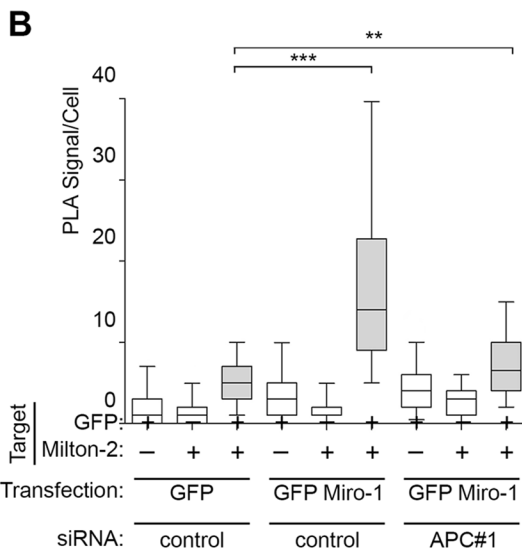 B
** 
***
PLA Signal/Cell
40
30
20
10
0
Target
GFP: + − + + − + + − +
Milton-2: − + + − + + − + +
Transfection: GFP GFP Miro-1 GFP Miro-1
siRNA: control control APC#1